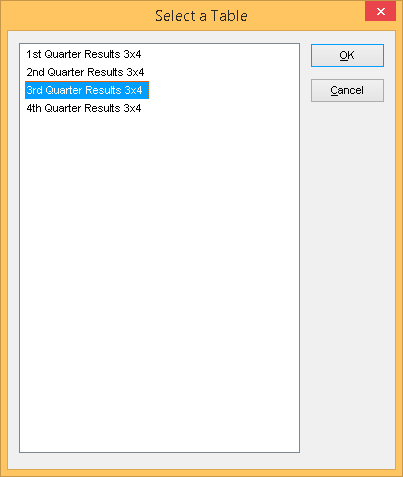 Select a Table
1st Quarter Results 3x4
2nd Quarter Results 3x4
3rd Quarter Results 3x4
4th Quarter Results 3x4
OK
Cancel